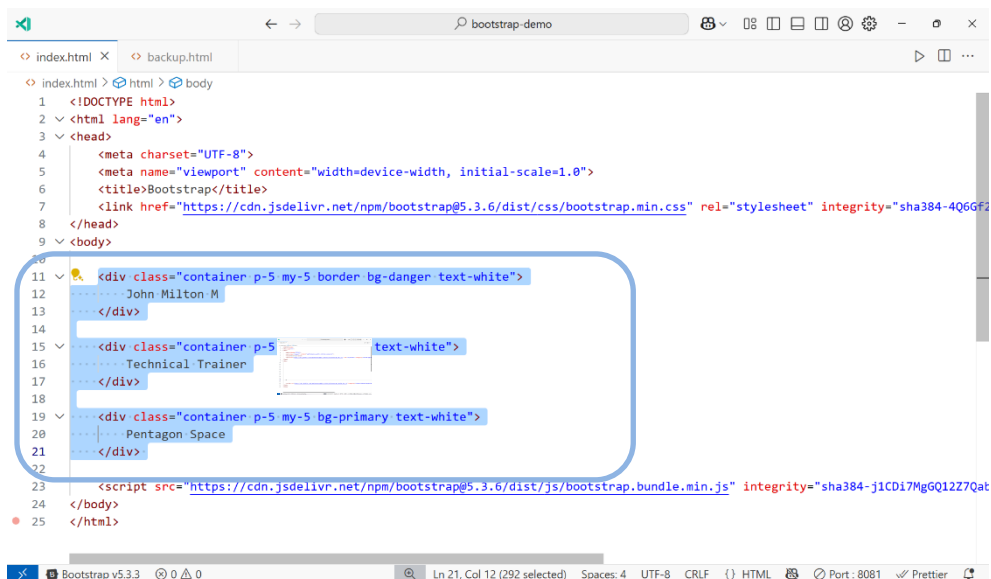 bootstrap-demo
index.html
backup.html
index.html > html > body
1 <!DOCTYPE html>
2 <html lang="en">
3 <head>
4 <meta charset="UTF-8">
5 <meta name="viewport" content="width=device-width, initial-scale=1.0">
6 <title>Bootstrap</title>
7 <link href="https://cdn.jsdelivr.net/npm/bootstrap@5.3.6/dist/css/bootstrap.min.css" rel="stylesheet" integrity="sha384-4Q6Gf2
8 </head>
9 <body>
10
11 <div class="container p-5 my-5 border bg-danger text-white">
12 John Milton M
13 </div>
14
15 <div class="container p-5 text-white">
16 Technical Trainer
17 </div>
18
19 <div class="container p-5 my-5 bg-primary text-white">
20 Pentagon Space
21 </div>
22
23 <script src="https://cdn.jsdelivr.net/npm/bootstrap@5.3.6/dist/js/bootstrap.bundle.min.js" integrity="sha384-j1CDi7MgGQ12Z7Qab
24 </body>
25 </html>
Bootstrap v5.3.3 0 0 Ln 21, Col 12 (292 selected) Spaces: 4 UTF-8 CRLF {} HTML Port : 8081 Prettier